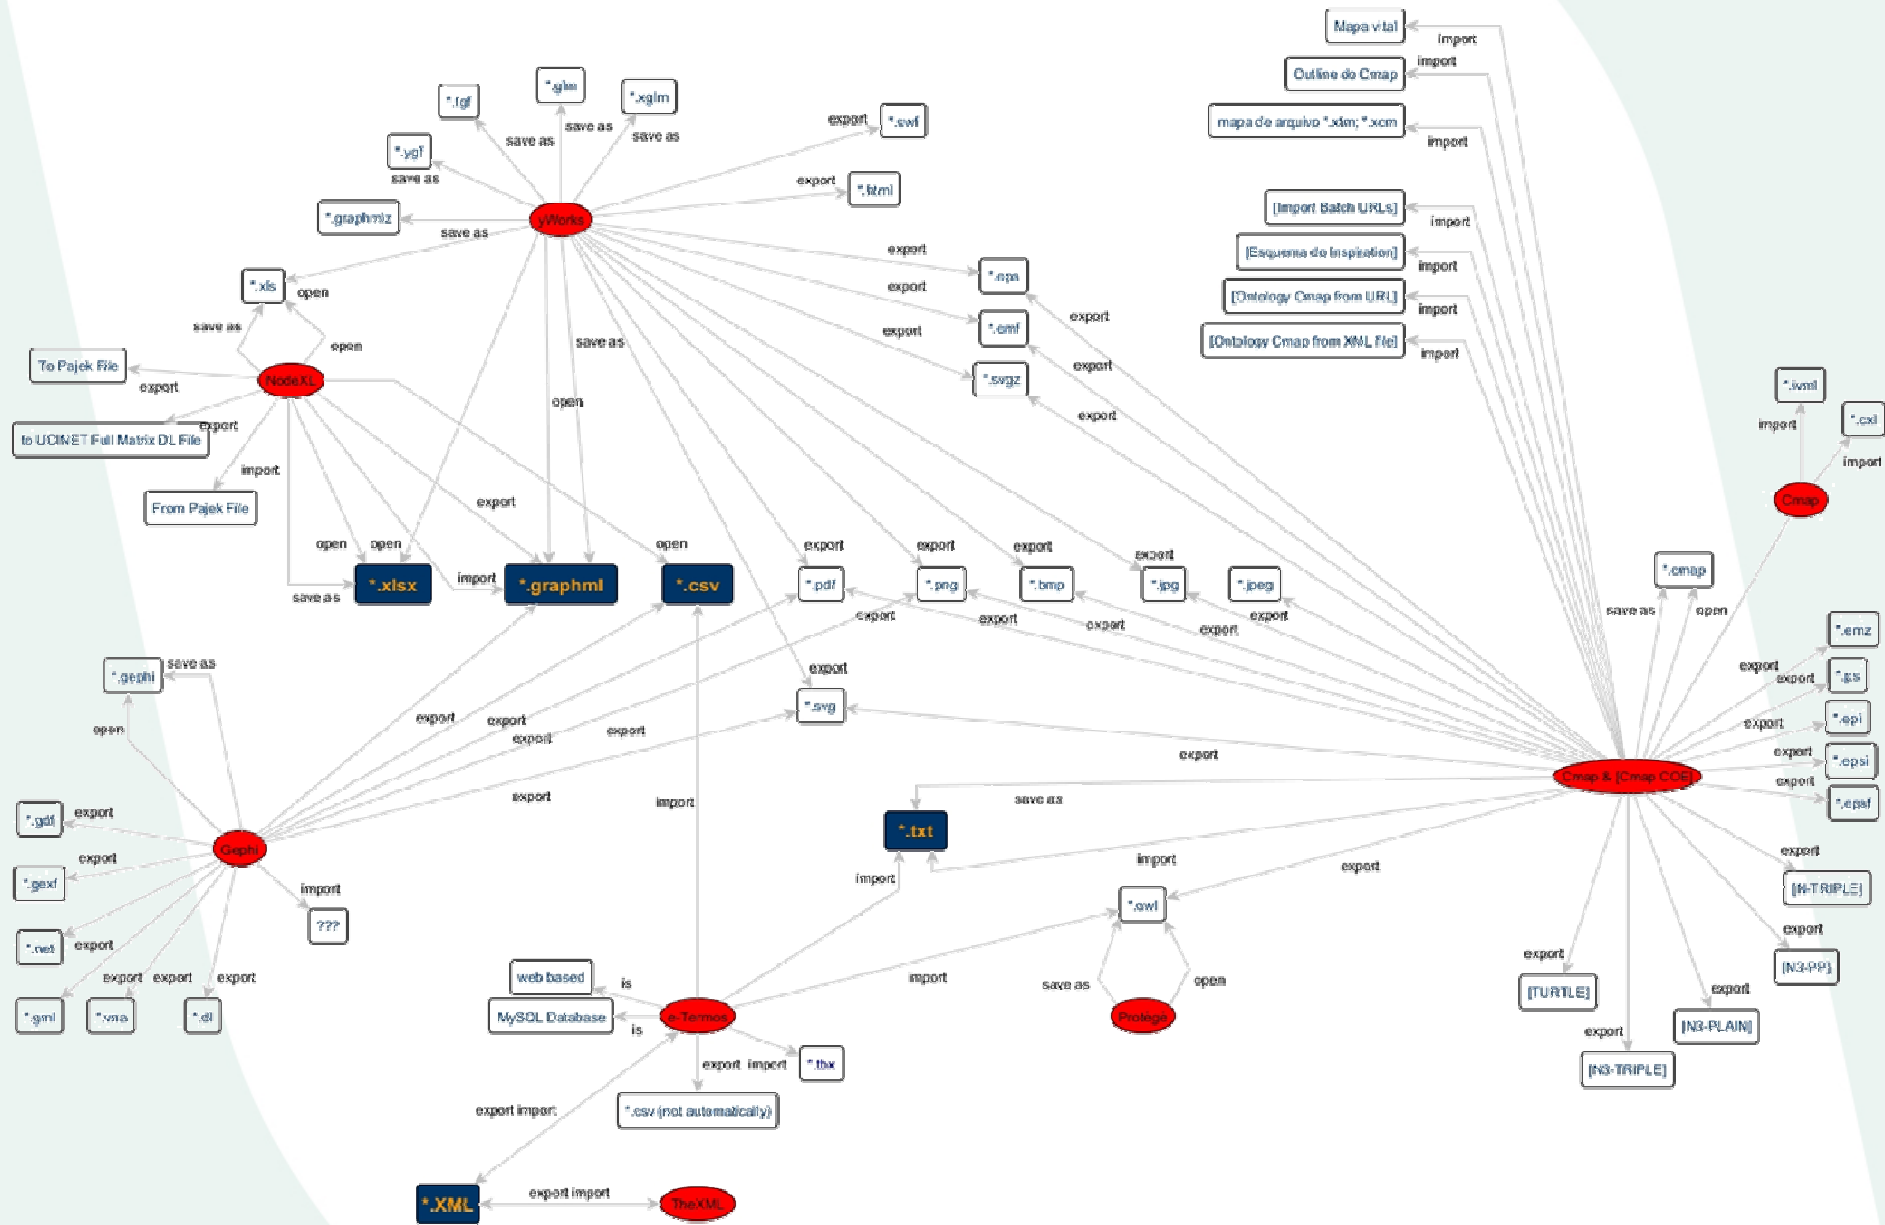 Mapa vital
import
Outline do Cmap
import
mapa de arquivo *.xtm; *.xcm
import
[Import Batch URLs]
import
[Esquema do Inspiration]
import
[Ontology Cmap from URL]
import
[Ontology Cmap from XML file]
import
*.tgf
save as
*.xglm
save as
save as
*.ygf
save as
*.graphmlz
save as
yWorks
export
*.swf
export
*.html
export
*.eps
export
export
*.emf
export
export
*.svgz
export
*.xls
open
save as
open
save as
open
NodeXL
To Pajek File
export
to UCINET Full Matrix DL File
export
import
From Pajek File
export
open
open
import
save as
open
*.xlsx
*.graphml
*.csv
export
*.pdf
export
*.png
export
*.bmp
export
*.jpg
*.jpeg
export
export
export
export
export
*.ivml
import
*.cxl
import
Cmap
*.cmap
save as
open
*.emz
export
*.ps
export
*.epi
export
*.epsi
export
*.epsf
export
Cmap & [Cmap COE]
*.gephi
save as
open
export
*.svg
export
export
export
export
export
export
import
save as
*.txt
import
import
export
*.gdf
export
Gephi
*.gexf
export
import
???
*.net
export
export
export
export
*.gml
*.vna
*.dl
*.owl
import
save as
open
Protégé
web based
is
MySQL Database
is
e-Termos
export
import
*.tbx
*.csv (not automatically)
export import
*.XML
export import
TheXML
export
[N-TRIPLE]
export
[N3-PP]
export
[TURTLE]
export
[N3-PLAIN]
export
[N3-TRIPLE]